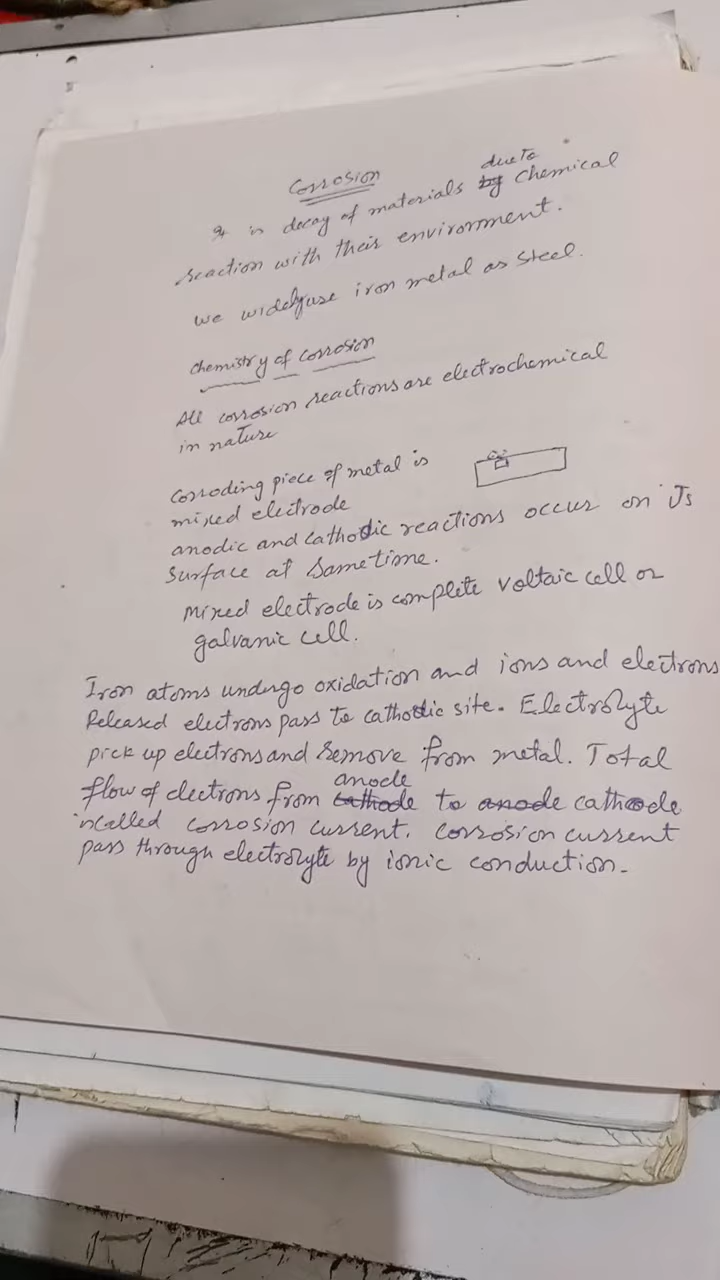 Corrosion
It is decay of materials due to chemical
reaction with their environment.
we widely use iron metal as steel.
Chemistry of corrosion
All corrosion reactions are electrochemical
in nature
Corroding piece of metal is
mixed electrode
anodic and cathodic reactions occur on Its
surface at sametime.
Mixed electrode is complete voltaic cell or
galvanic cell.
Iron atoms undergo oxidation and ions and electrons
Released electrons pass to cathodic site. Electrolyte
pick up electrons and remove from metal. Total
flow of electrons from anode to cathode
is called corrosion current. Corrosion current
pass through electrolyte by ionic conduction.